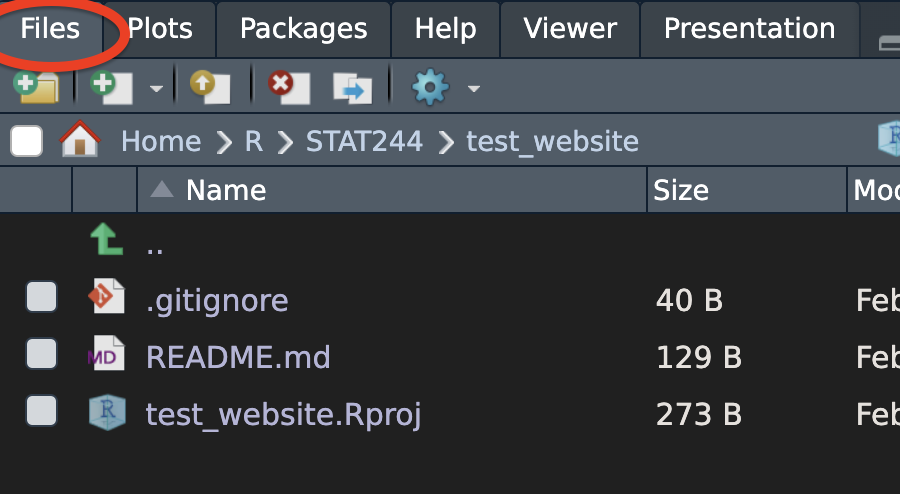 Files Plots Packages Help Viewer Presentation
Home R STAT244 test_website
Name Size
..
.gitignore 40 B Feb
README.md 129 B Feb
test_website.Rproj 273 B Feb